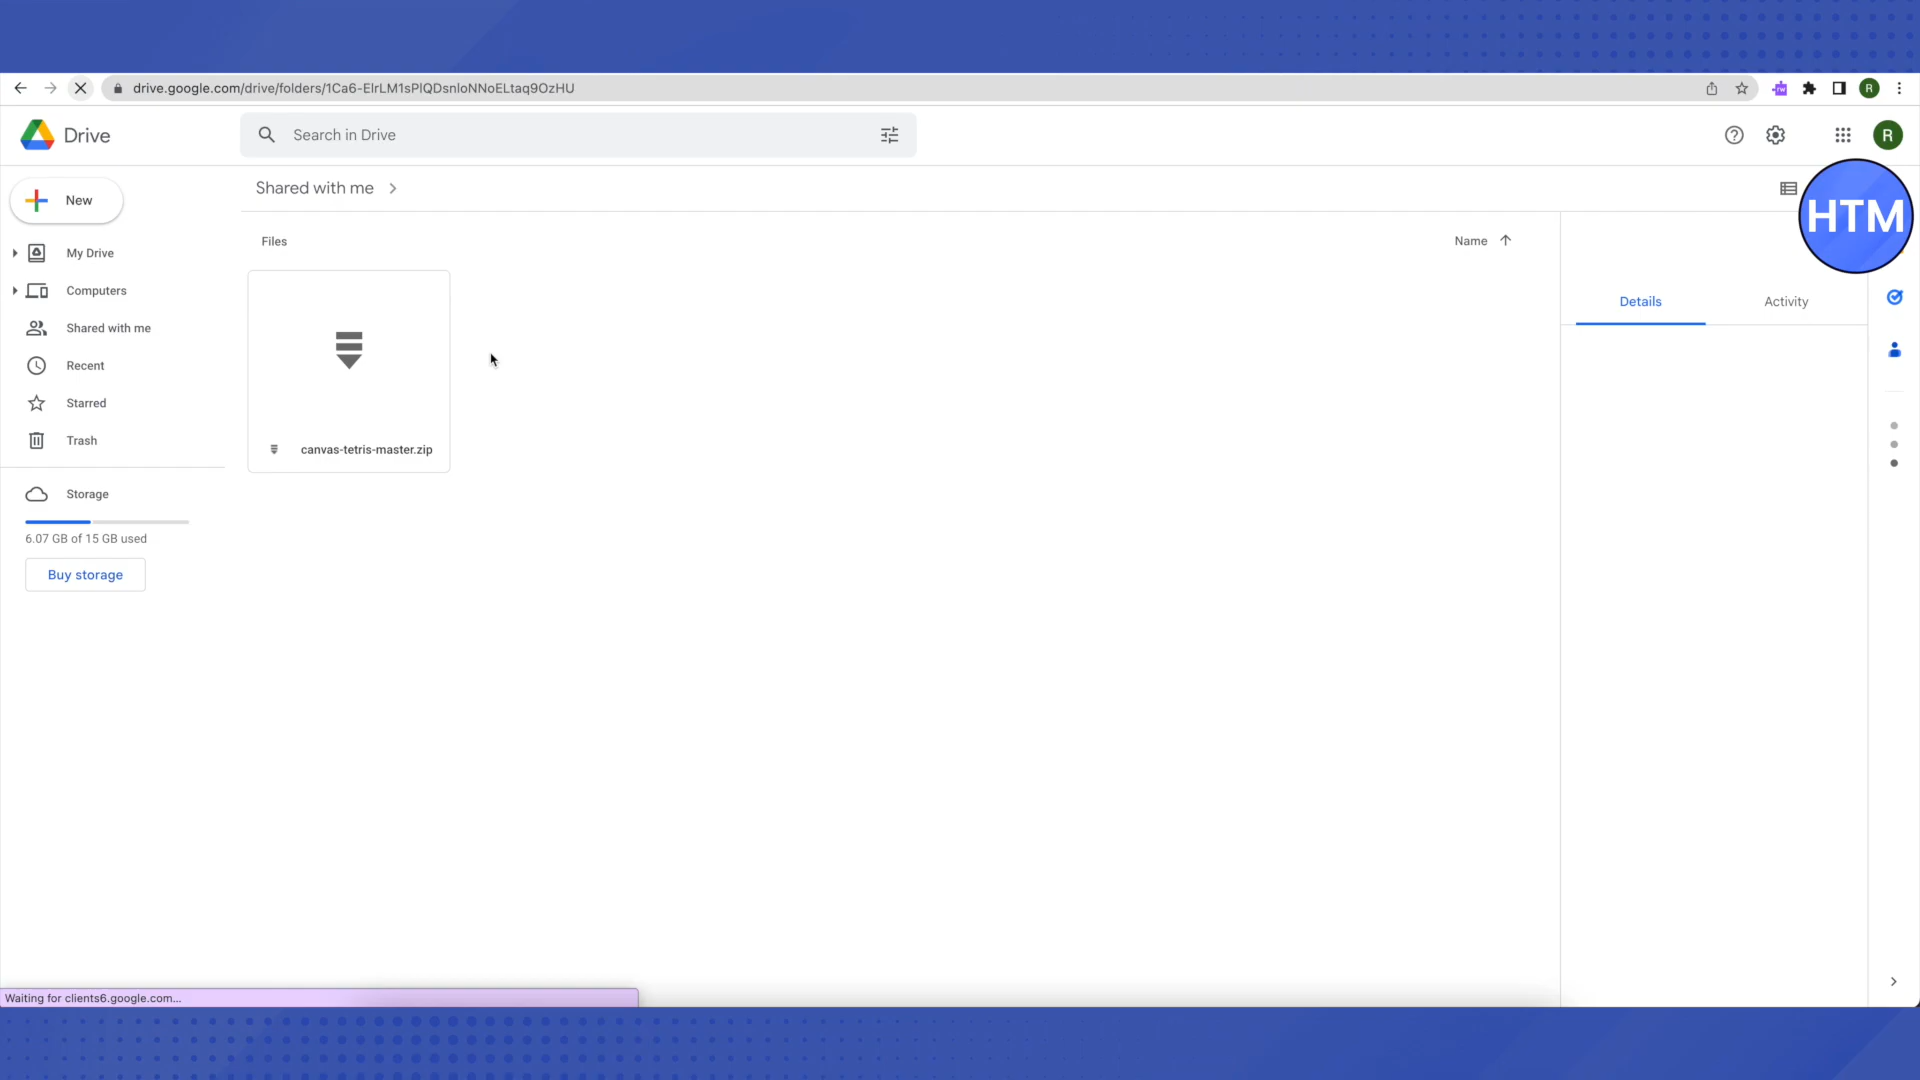 drive.google.com/drive/folders/1Ca6-ElrLM1sPlQDsnloNNoELtaq9OzHU
R
Drive
Search in Drive
R
New
Shared with me
HTM
My Drive
Computers
Shared with me
Recent
Starred
Trash
Storage
6.07 GB of 15 GB used
Buy storage
Files
Name
canvas-tetris-master.zip
Details
Activity
Waiting for clients6.google.com...